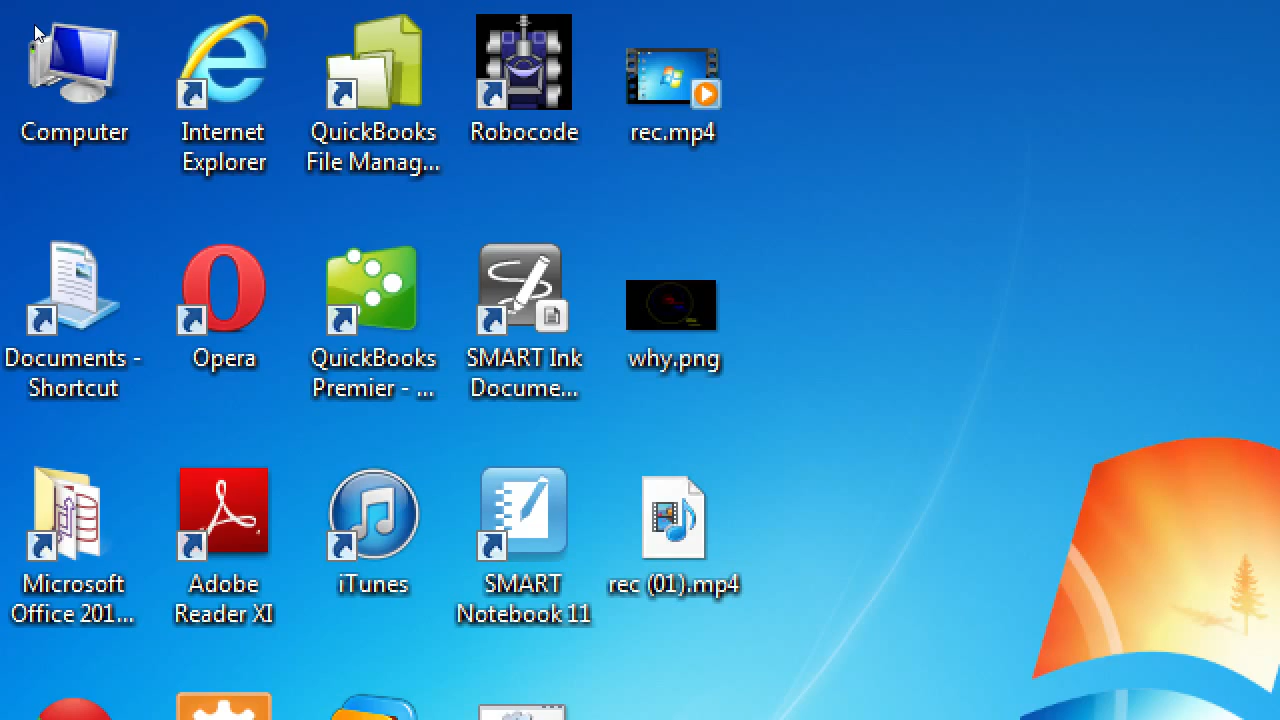 Computer
Internet
Explorer
QuickBooks
File Manag...
Robocode
rec.mp4
Documents -
Shortcut
Opera
QuickBooks
Premier - ...
SMART Ink
Docume...
why.png
Microsoft
Office 201...
Adobe
Reader XI
iTunes
SMART
Notebook 11
rec (01).mp4